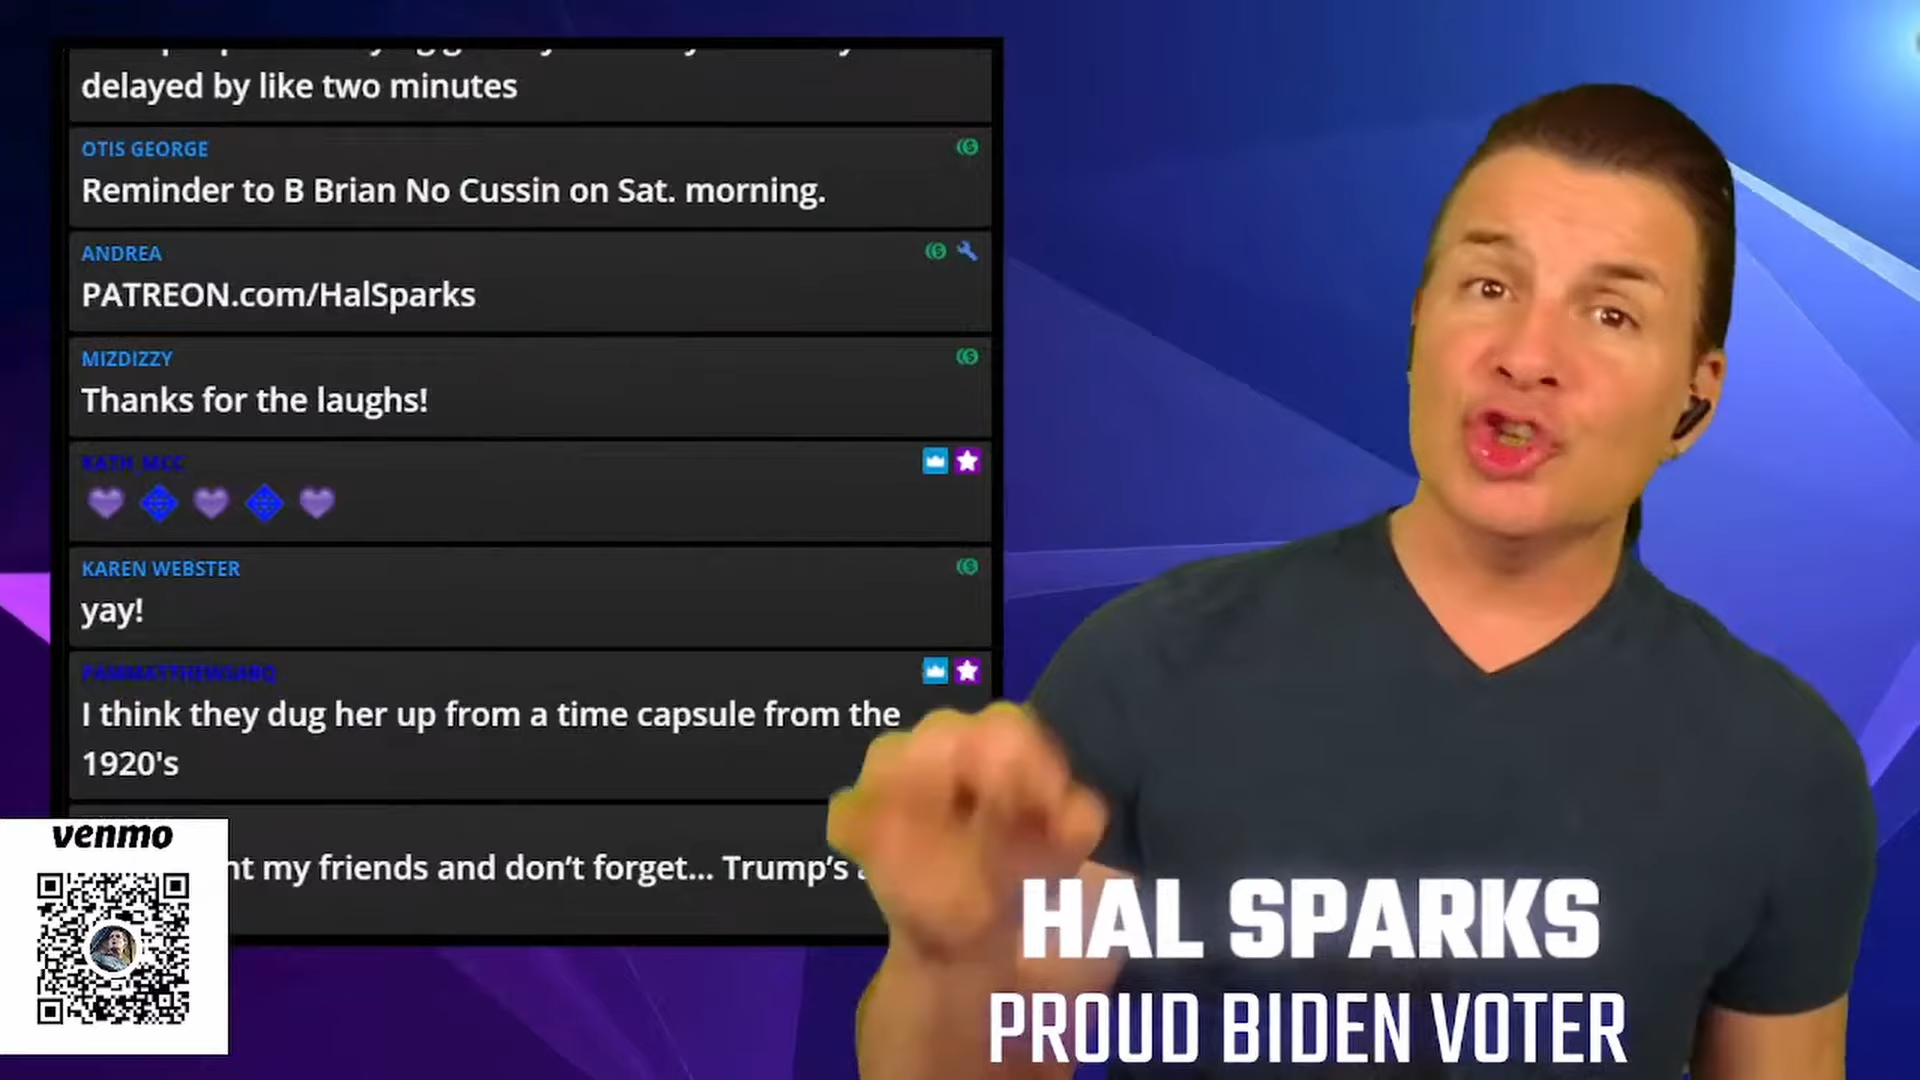 delayed by like two minutes
OTIS GEORGE
Reminder to B Brian No Cussin on Sat. morning.
ANDREA
PATREON.com/HalSparks
MIZDIZZY
Thanks for the laughs!
KATH_MCC
KAREN WEBSTER
yay!
I think they dug her up from a time capsule from the
1920's
my friends and don’t forget... Trump’s
venmo
HAL SPARKS
PROUD BIDEN VOTER